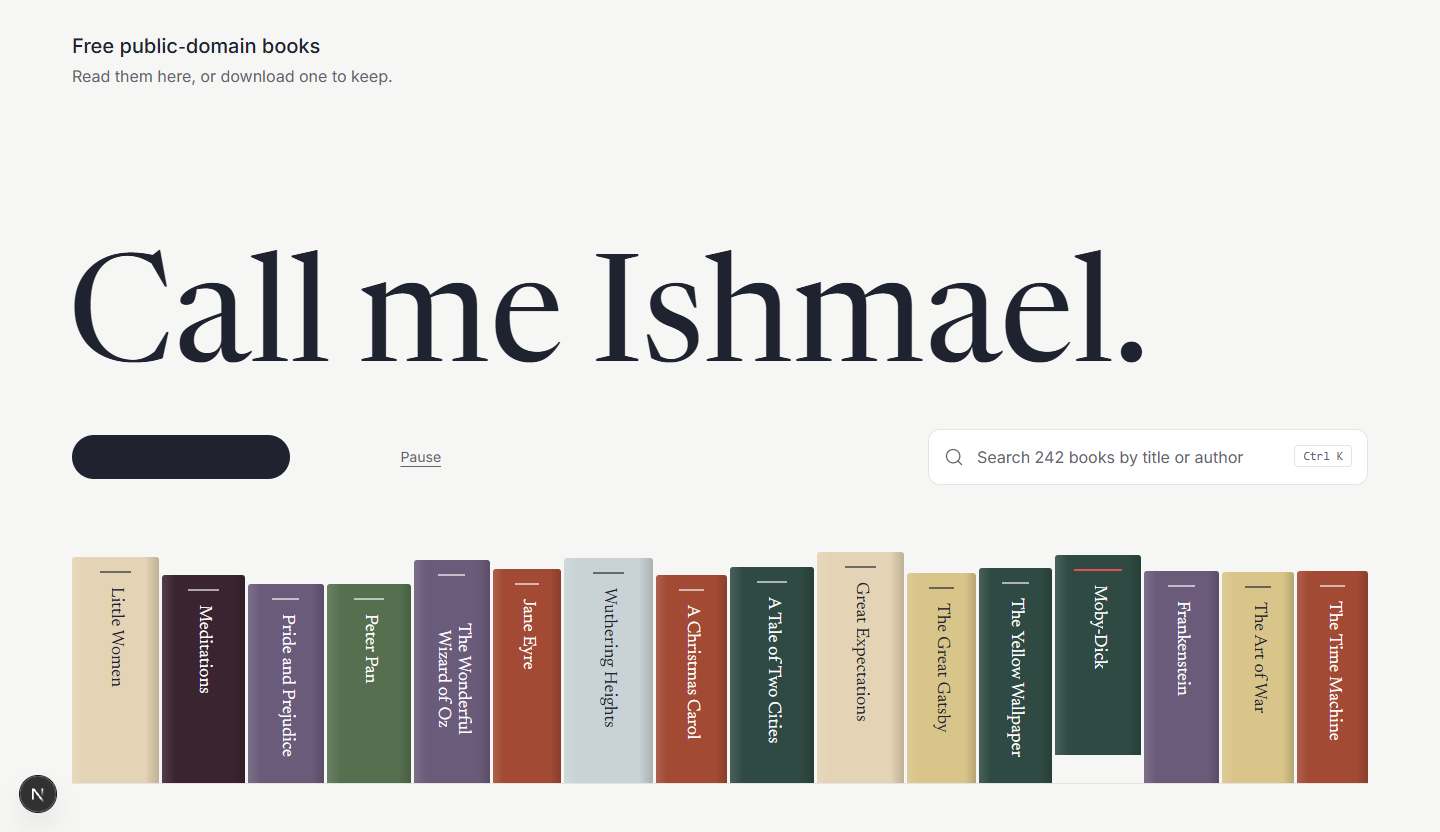 Free public-domain books
Read them here, or download one to keep.
Call me Ishmael.
Pause
Search 242 books by title or author
Ctrl K
Little Women
Meditations
Pride and Prejudice
Peter Pan
The Wonderful
Wizard of Oz
Jane Eyre
Wuthering Heights
A Christmas Carol
A Tale of Two Cities
Great Expectations
The Great Gatsby
The Yellow Wallpaper
Moby-Dick
Frankenstein
The Art of War
The Time Machine